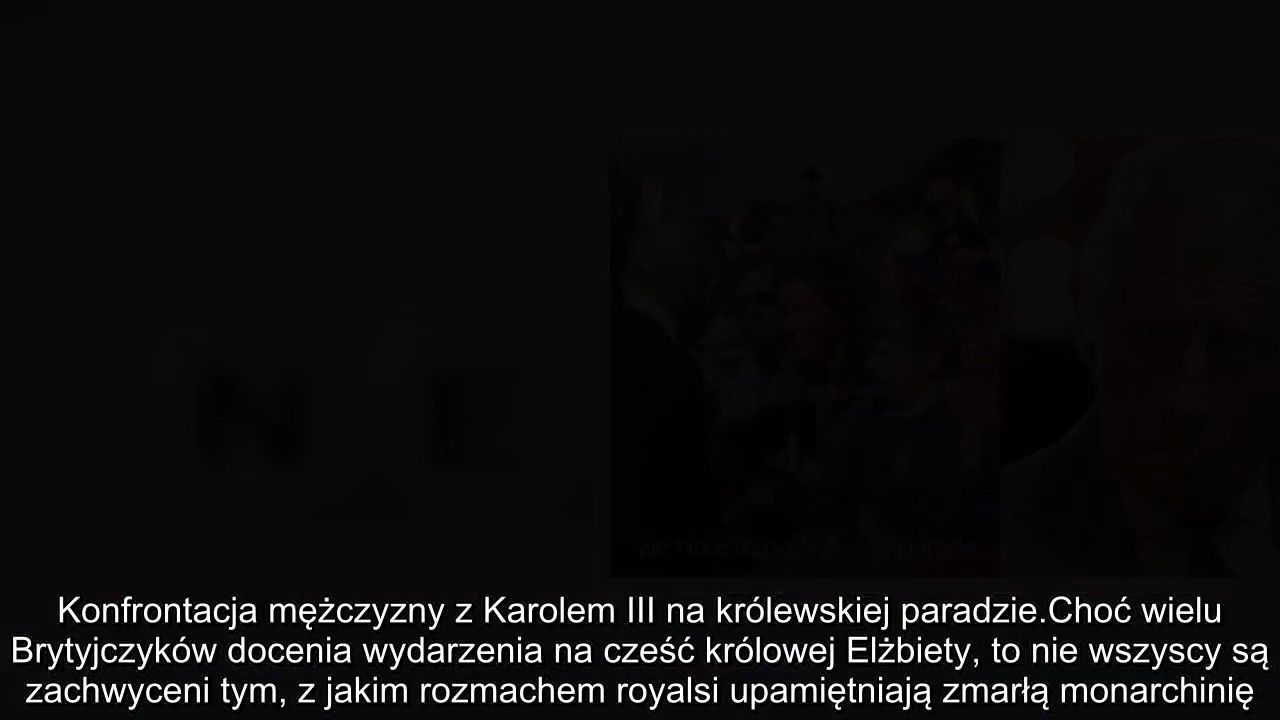 Konfrontacja mężczyzny z Karolem III na królewskiej paradzie.Choć wielu
Brytyjczyków docenia wydarzenia na cześć królowej Elżbiety, to nie wszyscy są
zachwyceni tym, z jakim rozmachem royalsi upamiętniają zmarłą monarchinię